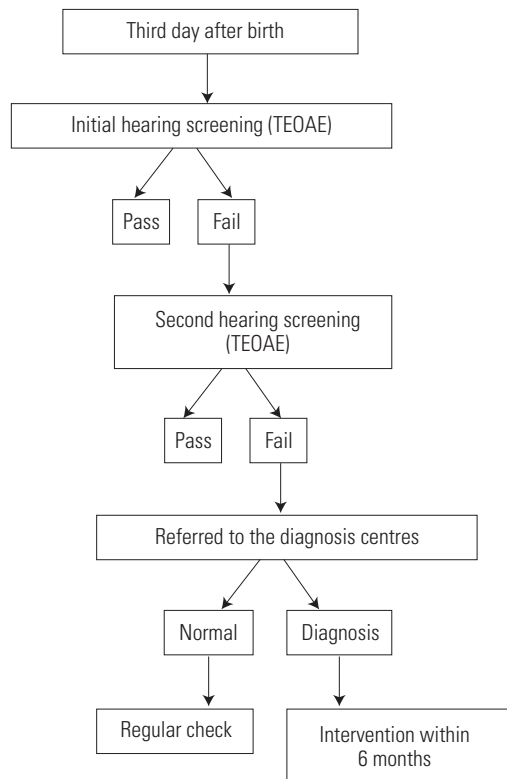 Third day after birth
Initial hearing screening (TEOAE)
Pass
Fail
Second hearing screening
(TEOAE)
Pass
Fail
Referred to the diagnosis centres
Normal
Diagnosis
Regular check
Intervention within
6 months